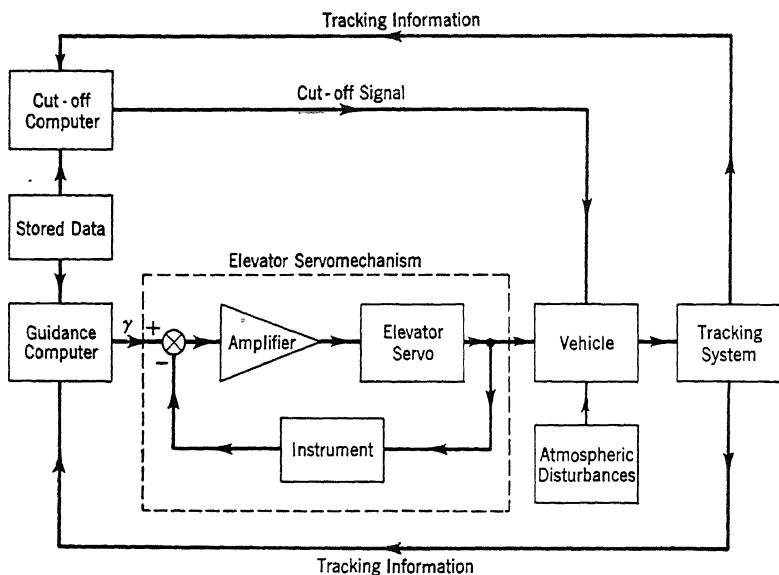 Tracking Information
Cut-off
Computer
Cut-off Signal
Stored Data
Elevator Servomechanism
Guidance
Computer
γ
+
−
Amplifier
Elevator
Servo
Vehicle
Tracking
System
Instrument
Atmospheric
Disturbances
Tracking Information